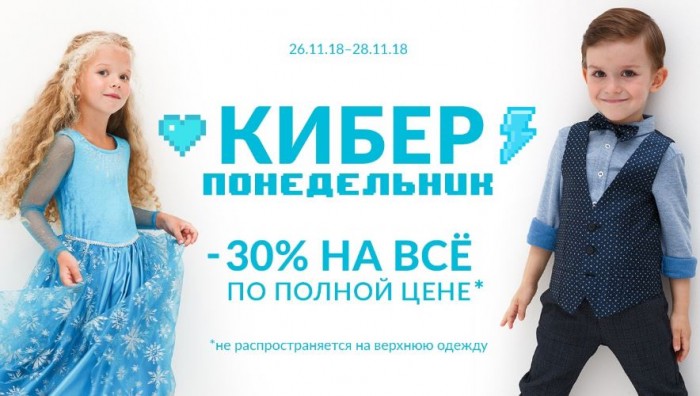 26.11.18–28.11.18
КИБЕР
ПОНЕДЕЛЬНИК
-30% НА ВСЁ
ПО ПОЛНОЙ ЦЕНЕ*
*не распространяется на верхнюю одежду